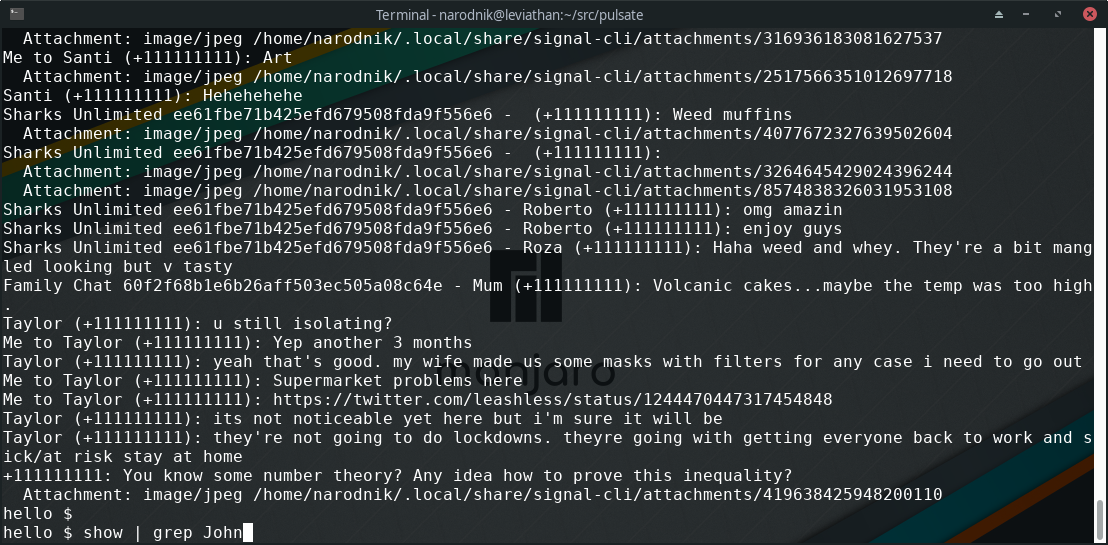 Terminal - narodnik@leviathan:~/src/pulsate
  Attachment: image/jpeg /home/narodnik/.local/share/signal-cli/attachments/316936183081627537
Me to Santi (+111111111): Art
  Attachment: image/jpeg /home/narodnik/.local/share/signal-cli/attachments/2517566351012697718
Santi (+111111111): Hehehehehe
Sharks Unlimited ee61fbe71b425efd679508fda9f556e6 -  (+111111111): Weed muffins
  Attachment: image/jpeg /home/narodnik/.local/share/signal-cli/attachments/4077672327639502604
Sharks Unlimited ee61fbe71b425efd679508fda9f556e6 -  (+111111111):
  Attachment: image/jpeg /home/narodnik/.local/share/signal-cli/attachments/3264645429024396244
  Attachment: image/jpeg /home/narodnik/.local/share/signal-cli/attachments/8574838326031953108
Sharks Unlimited ee61fbe71b425efd679508fda9f556e6 - Roberto (+111111111): omg amazin
Sharks Unlimited ee61fbe71b425efd679508fda9f556e6 - Roberto (+111111111): enjoy guys
Sharks Unlimited ee61fbe71b425efd679508fda9f556e6 - Roza (+111111111): Haha weed and whey. They're a bit mang
led looking but v tasty
Family Chat 60f2f68b1e6b26aff503ec505a08c64e - Mum (+111111111): Volcanic cakes...maybe the temp was too high
.
Taylor (+111111111): u still isolating?
Me to Taylor (+111111111): Yep another 3 months
Taylor (+111111111): yeah that's good. my wife made us some masks with filters for any case i need to go out
Me to Taylor (+111111111): Supermarket problems here
manjaro
Me to Taylor (+111111111): https://twitter.com/leashless/status/1244470447317454848
Taylor (+111111111): its not noticeable yet here but i'm sure it will be
Taylor (+111111111): they're not going to do lockdowns. theyre going with getting everyone back to work and s
ick/at risk stay at home
+111111111: You know some number theory? Any idea how to prove this inequality?
  Attachment: image/jpeg /home/narodnik/.local/share/signal-cli/attachments/419638425948200110
hello $
hello $ show | grep John